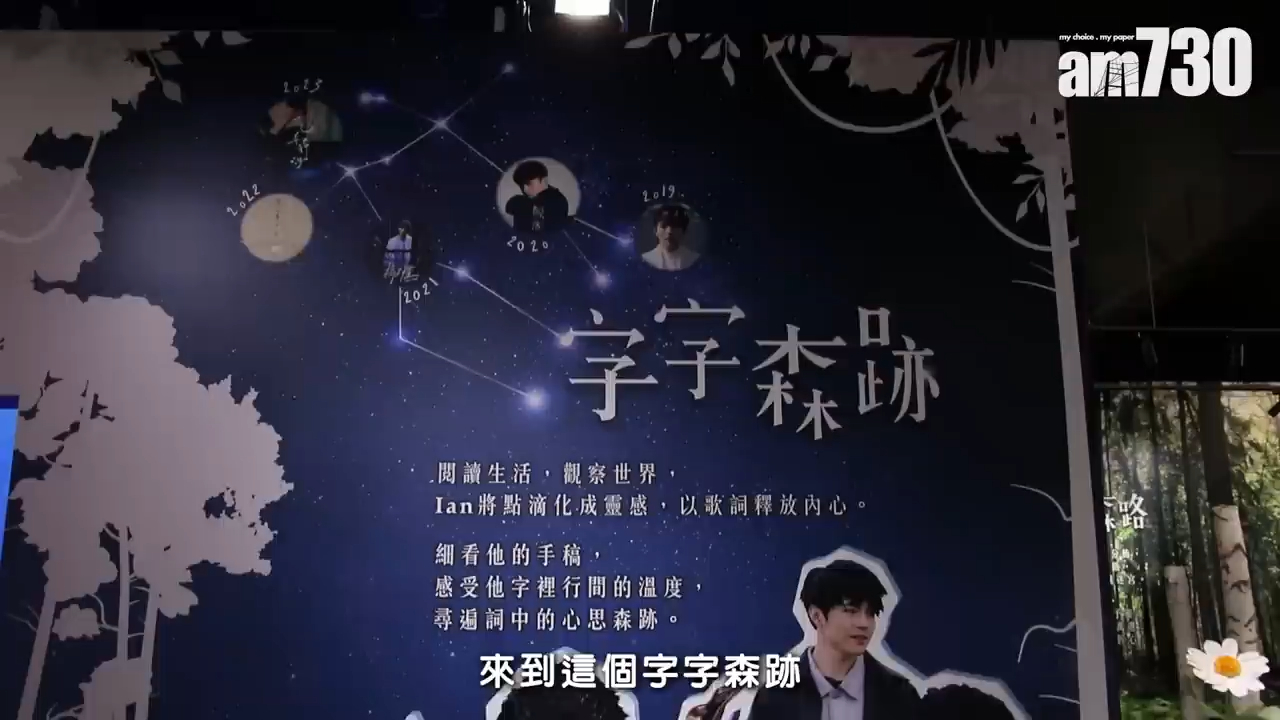 my choice . my paper
am730
2023
2022
2021
2020
2019
字字森跡
閱讀生活，觀察世界，
Ian將點滴化成靈感，以歌詞釋放內心。
細看他的手稿，
感受他字裡行間的溫度，
尋遍詞中的心思森跡。
森路
來到這個字字森跡